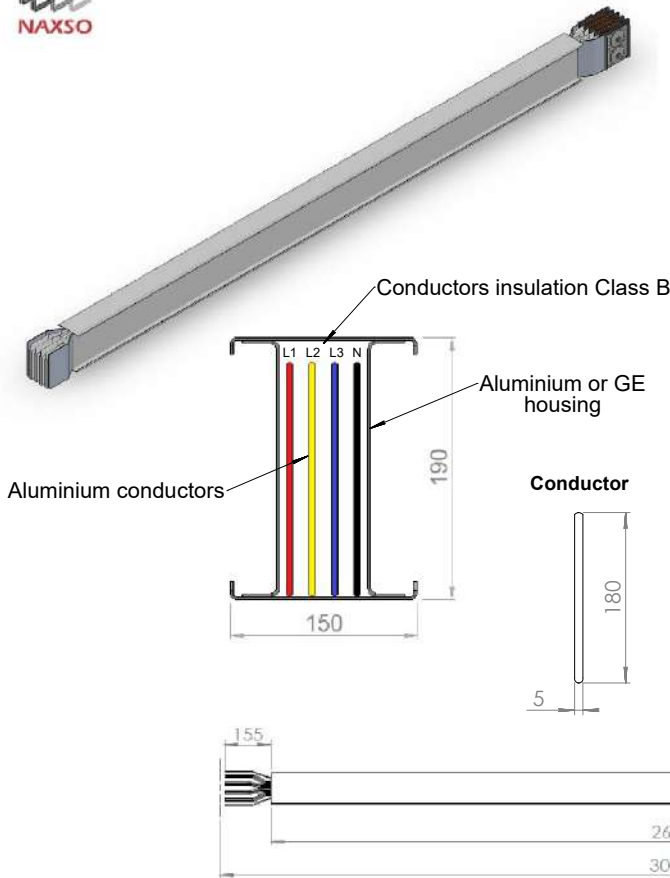 NAXSO
Conductors insulation Class B
L1 L2 L3 N
Aluminium or GE
housing
190
Aluminium conductors
Conductor
150
180
5
155
26
30